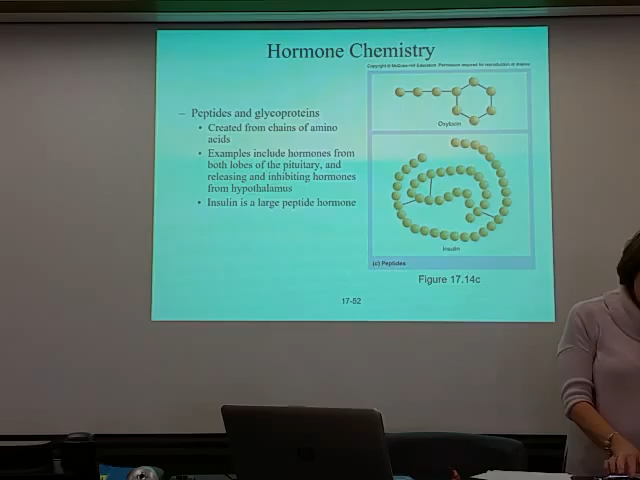 Hormone Chemistry
Copyright © McGraw-Hill Education. Permission required for reproduction or display.
– Peptides and glycoproteins
• Created from chains of amino
acids
• Examples include hormones from
both lobes of the pituitary, and
releasing and inhibiting hormones
from hypothalamus
• Insulin is a large peptide hormone
Oxytocin
Insulin
(c) Peptides
Figure 17.14c
17-52